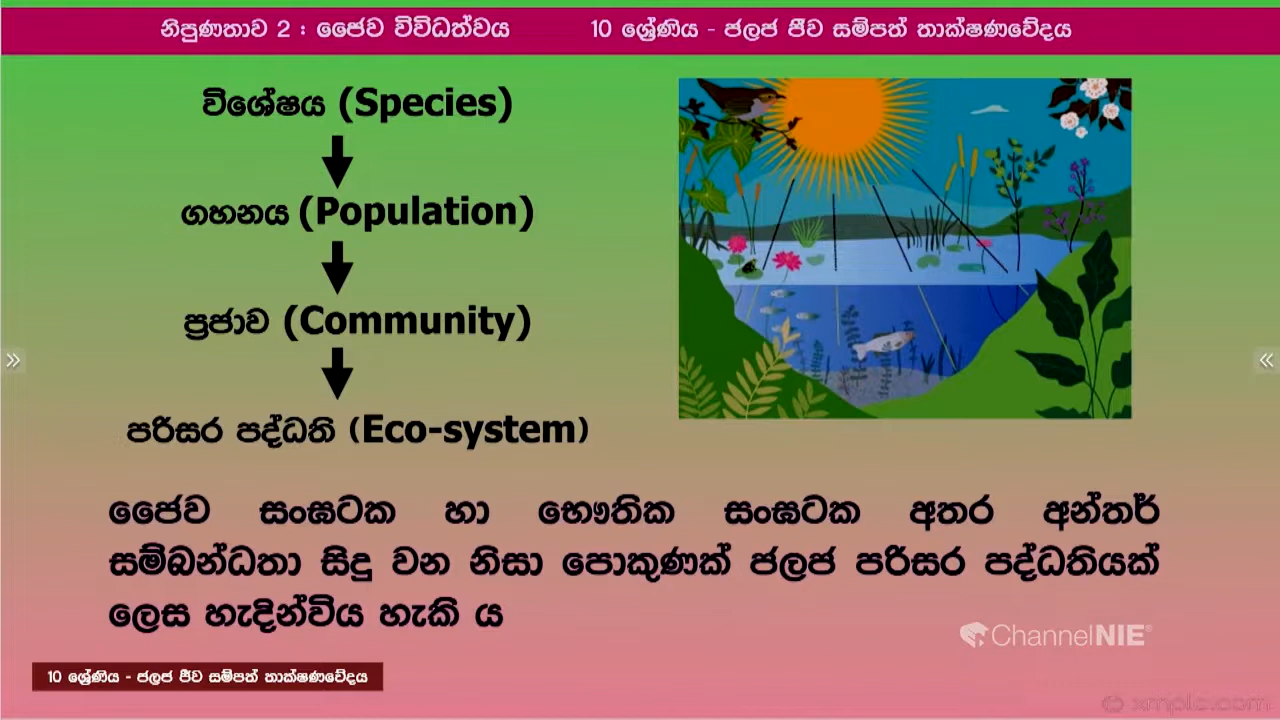 නිපුණතාව 2 : ජෛව විවිධත්වය 10 ශ්‍රේණිය - ජලජ ජීව සම්පත් තාක්ෂණවේදය
විශේෂය (Species)
ගහනය (Population)
ප්‍රජාව (Community)
පරිසර පද්ධති (Eco-system)
ජෛව සංඝටක හා භෞතික සංඝටක අතර අන්තර්
සම්බන්ධතා සිදු වන නිසා පොකුණක් ජලජ පරිසර පද්ධතියක්
ලෙස හැදින්විය හැකි ය
ChannelNIE
10 ශ්‍රේණිය - ජලජ ජීව සම්පත් තාක්ෂණවේදය